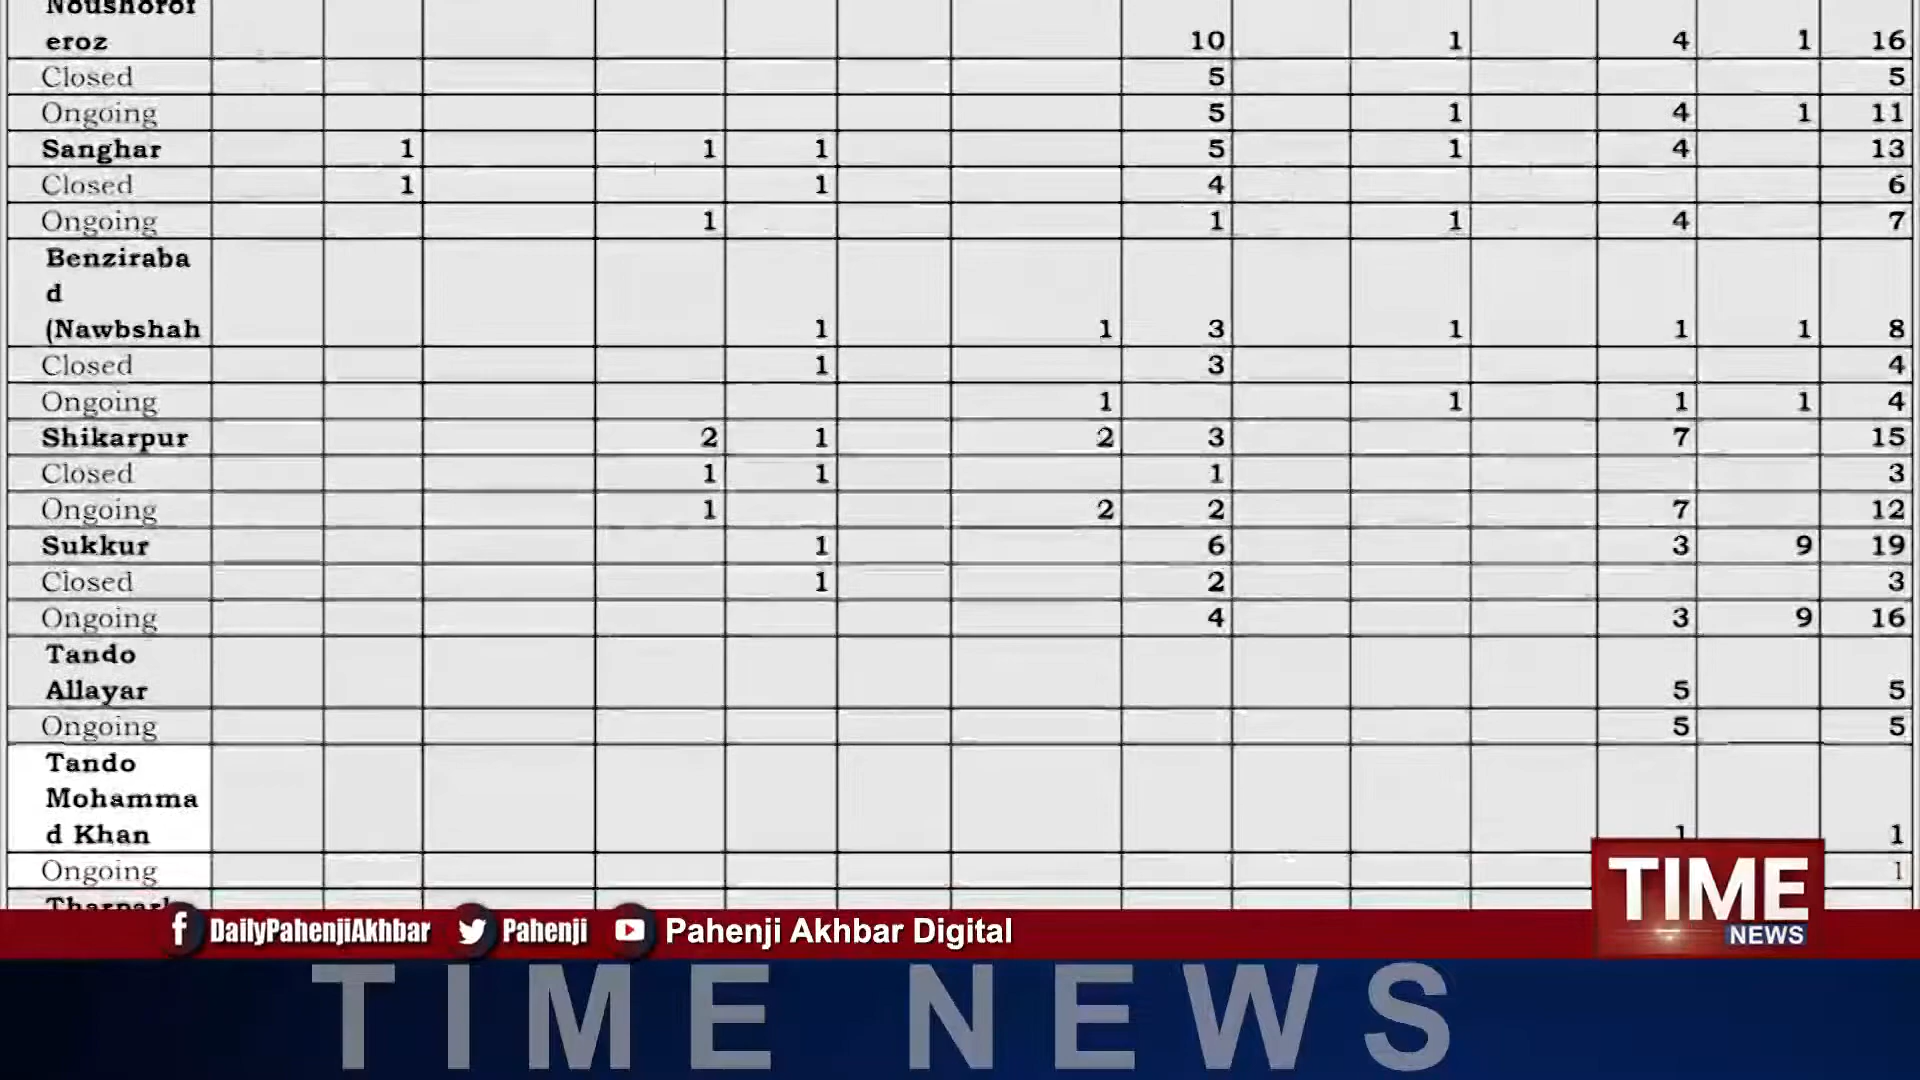 Noushorof
eroz 10 1 4 1 16
Closed 5 5
Ongoing 5 1 4 1 11
Sanghar 1 1 1 5 1 4 13
Closed 1 1 4 6
Ongoing 1 1 1 4 7
Benziraba
d
(Nawbshah 1 1 3 1 1 1 8
Closed 1 3 4
Ongoing 1 1 1 1 4
Shikarpur 2 1 2 3 7 15
Closed 1 1 1 3
Ongoing 1 2 2 7 12
Sukkur 1 6 3 9 19
Closed 1 2 3
Ongoing 4 3 9 16
Tando
Allayar 5 5
Ongoing 5 5
Tando
Mohamma
d Khan 1 1
Ongoing 1
TIME
NEWS
DailyPahenjiAkhbar Pahenji Pahenji Akhbar Digital
TIME NEWS